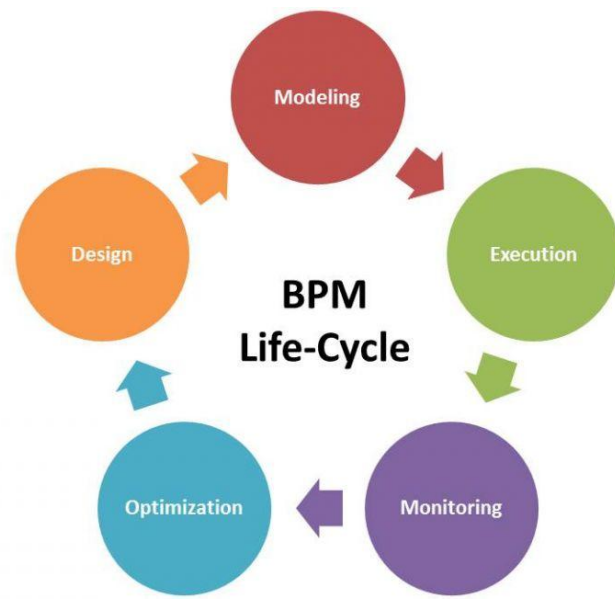 Modeling
Design
Execution
BPM
Life-Cycle
Optimization
Monitoring